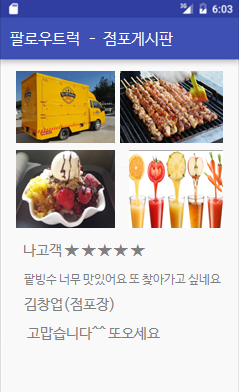 6:03
팔로우트럭 - 점포게시판
나고객 ★★★★★
팥빙수 너무 맛있어요 또 찾아가고 싶네요
김창업(점포장)
고맙습니다^^ 또오세요